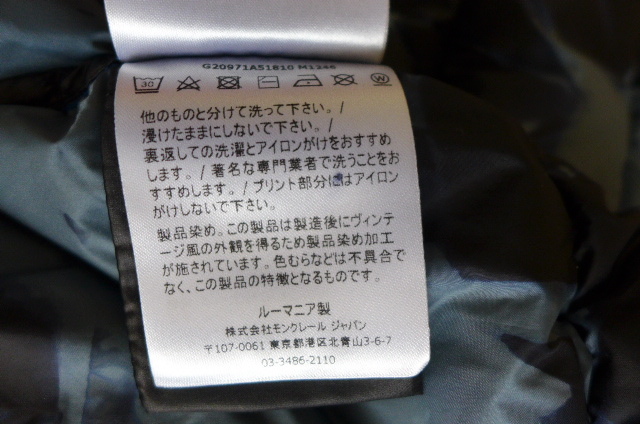 G20971A51810 M1246
30
他のものと分けて洗って下さい。/
浸けたままにしないで下さい。/
裏返しての洗濯とアイロンがけをおすすめ
します。/ 著名な専門業者で洗うことをお
すすめします。/ プリント部分にはアイロン
がけしないで下さい。
製品染め。この製品は製造後にヴィンテ
ージ風の外観を得るため製品染め加工
が施されています。色むらなどは不具合で
なく、この製品の特徴となるものです。
ルーマニア製
株式会社モンクレール ジャパン
〒107-0061 東京都港区北青山3-6-7
03-3486-2110